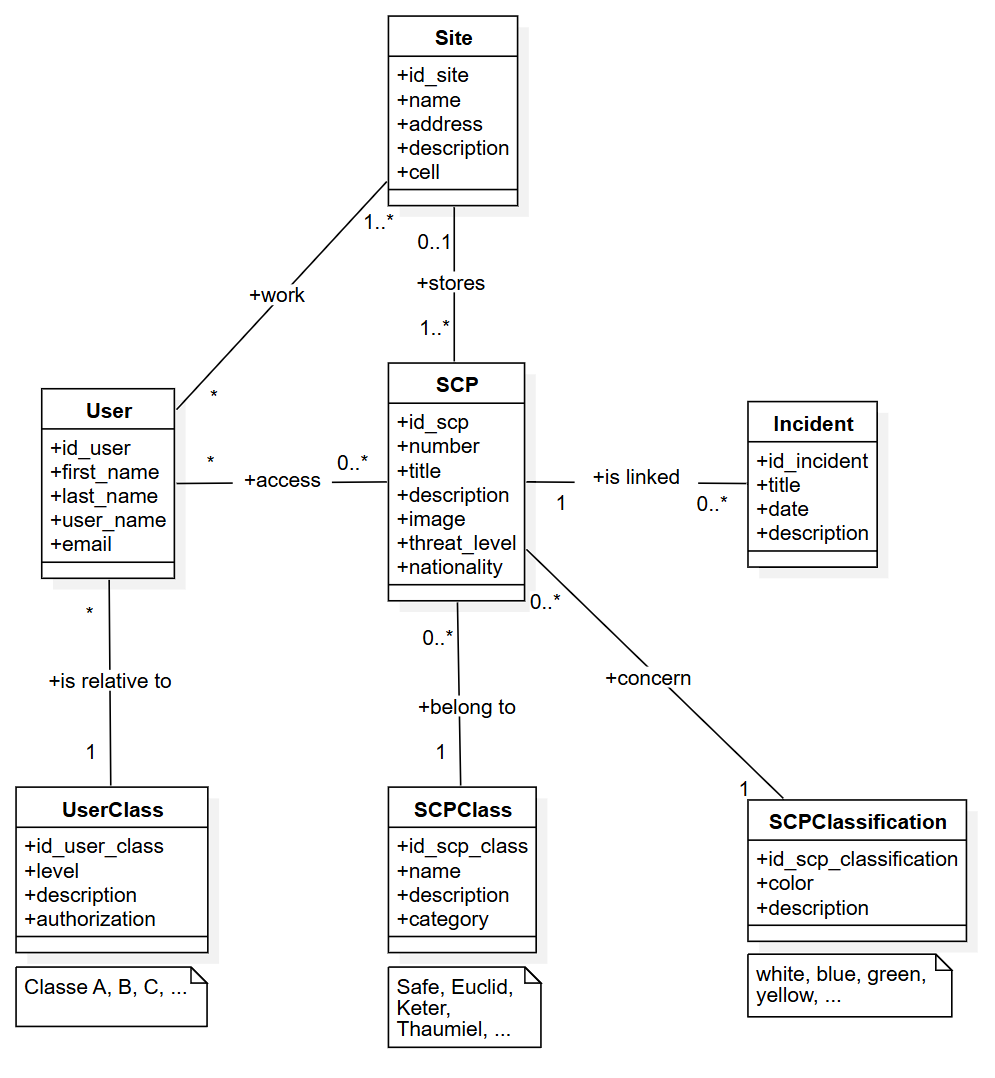 Site
+id_site
+name
+address
+description
+cell
1..*
0..1
+stores
+work
1..*
*
User
+id_user
+first_name
+last_name
+user_name
+email
*
+access
0..*
SCP
+id_scp
+number
+title
+description
+image
+threat_level
+nationality
+is linked
1
0..*
Incident
+id_incident
+title
+date
+description
*
+is relative to
1
0..*
+belong to
1
0..*
+concern
1
UserClass
+id_user_class
+level
+description
+authorization
Classe A, B, C, ...
SCPClass
+id_scp_class
+name
+description
+category
Safe, Euclid,
Keter,
Thaumiel, ...
SCPClassification
+id_scp_classification
+color
+description
white, blue, green,
yellow, ...